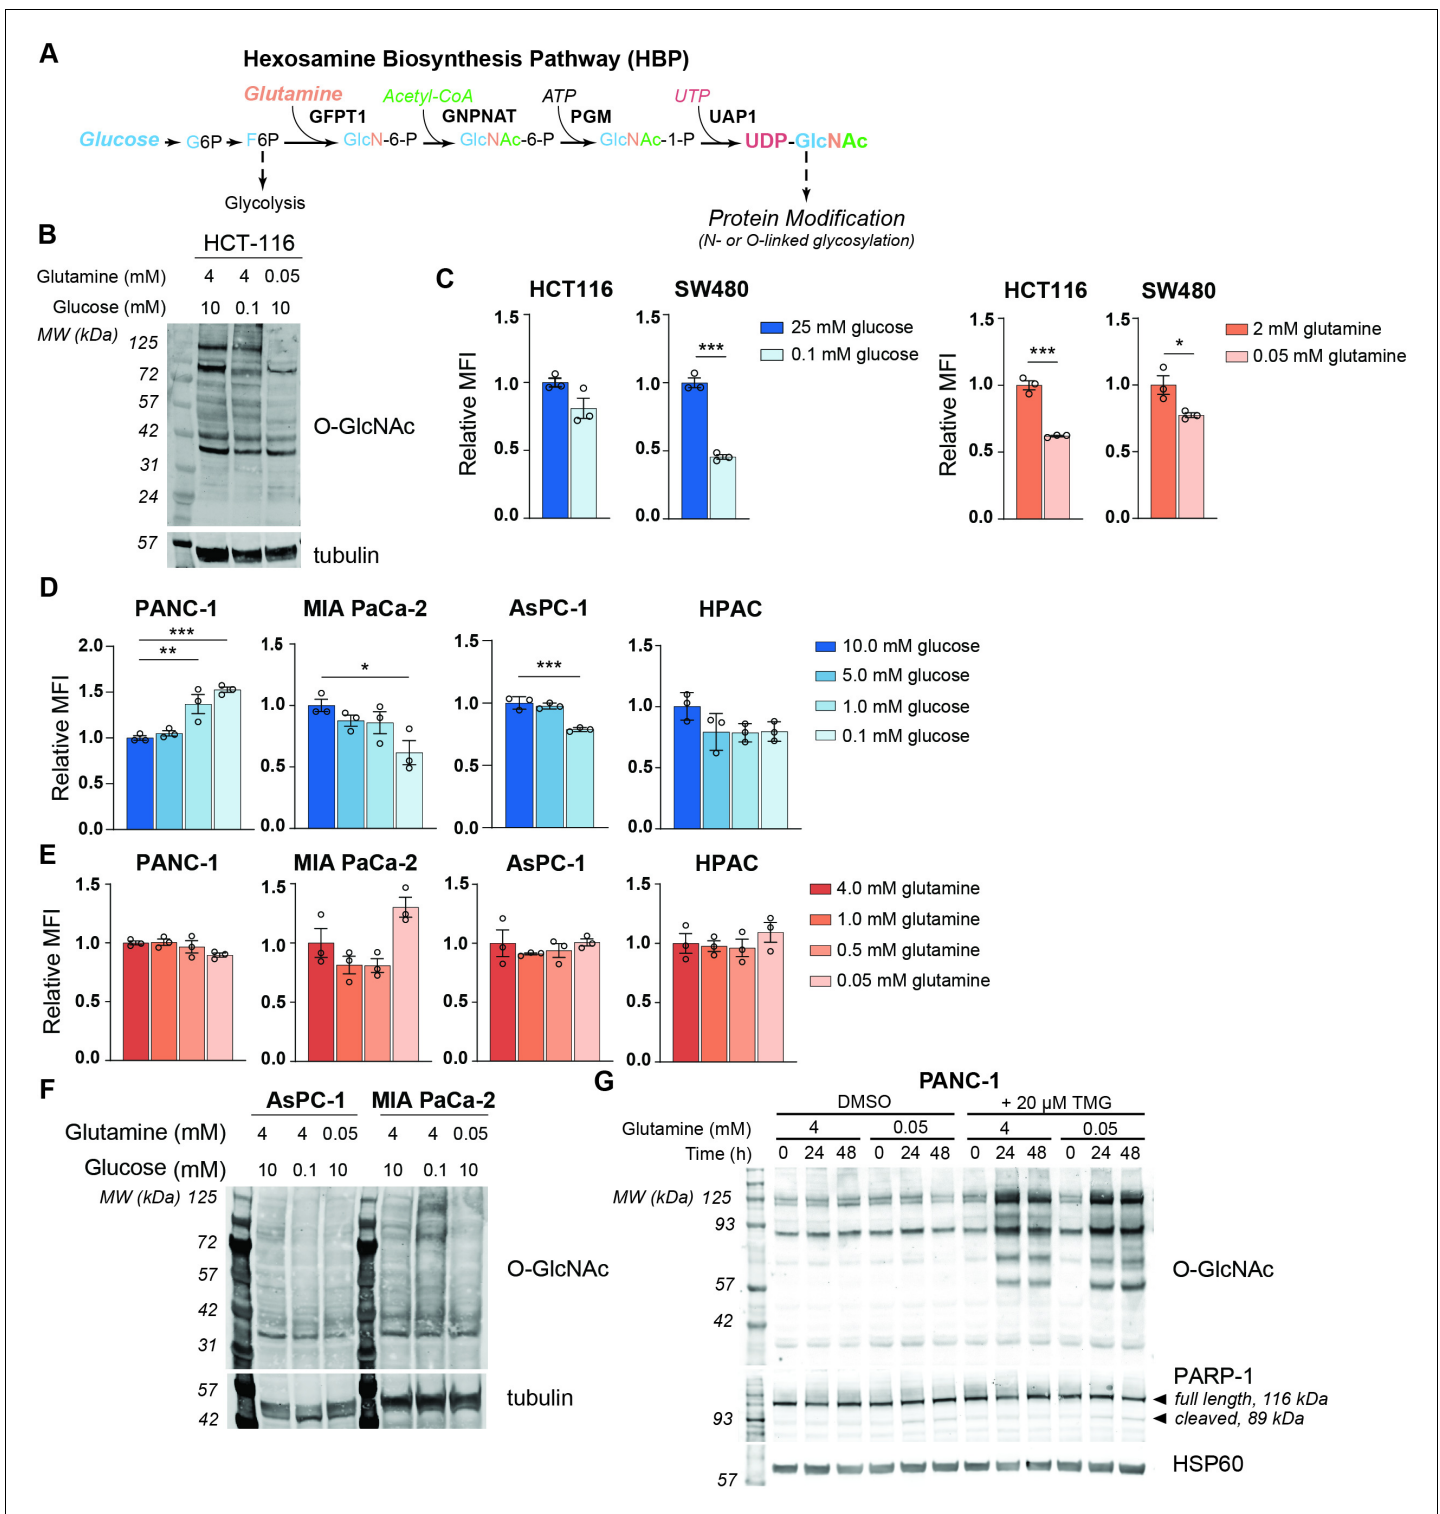 A
Hexosamine Biosynthesis Pathway (HBP)
Glutamine Acetyl-CoA ATP UTP
GFPT1 GNPNAT PGM UAP1
Glucose G6P F6P GlcN-6-P GlcNAc-6-P GlcNAc-1-P UDP-GlcNAc
Glycolysis
Protein Modification
(N- or O-linked glycosylation)
B
HCT-116
Glutamine (mM) 4 4 0.05
Glucose (mM) 10 0.1 10
MW (kDa)
125
72
57
42
31
24
O-GlcNAc
57
tubulin
C
HCT116 SW480
Relative MFI
1.5
1.0
0.5
0.0
1.5
1.0
0.5
0.0
***
25 mM glucose
0.1 mM glucose
HCT116 SW480
Relative MFI
1.5
1.0
0.5
0.0
***
1.5
1.0
0.5
0.0
*
2 mM glutamine
0.05 mM glutamine
D
PANC-1 MIA PaCa-2 AsPC-1 HPAC
Relative MFI
2.0
1.5
1.0
0.5
0.0
***
**
1.5
1.0
0.5
0.0
*
1.5
1.0
0.5
0.0
***
1.5
1.0
0.5
0.0
10.0 mM glucose
5.0 mM glucose
1.0 mM glucose
0.1 mM glucose
E
PANC-1 MIA PaCa-2 AsPC-1 HPAC
Relative MFI
1.5
1.0
0.5
0.0
1.5
1.0
0.5
0.0
1.5
1.0
0.5
0.0
1.5
1.0
0.5
0.0
4.0 mM glutamine
1.0 mM glutamine
0.5 mM glutamine
0.05 mM glutamine
F
AsPC-1 MIA PaCa-2
Glutamine (mM) 4 4 0.05 4 4 0.05
Glucose (mM) 10 0.1 10 10 0.1 10
MW (kDa) 125
72
57
42
31
O-GlcNAc
57
42
tubulin
G
PANC-1
DMSO + 20 µM TMG
Glutamine (mM) 4 0.05 4 0.05
Time (h) 0 24 48 0 24 48 0 24 48 0 24 48
MW (kDa) 125
93
57
42
O-GlcNAc
PARP-1
full length, 116 kDa
93
cleaved, 89 kDa
HSP60
57